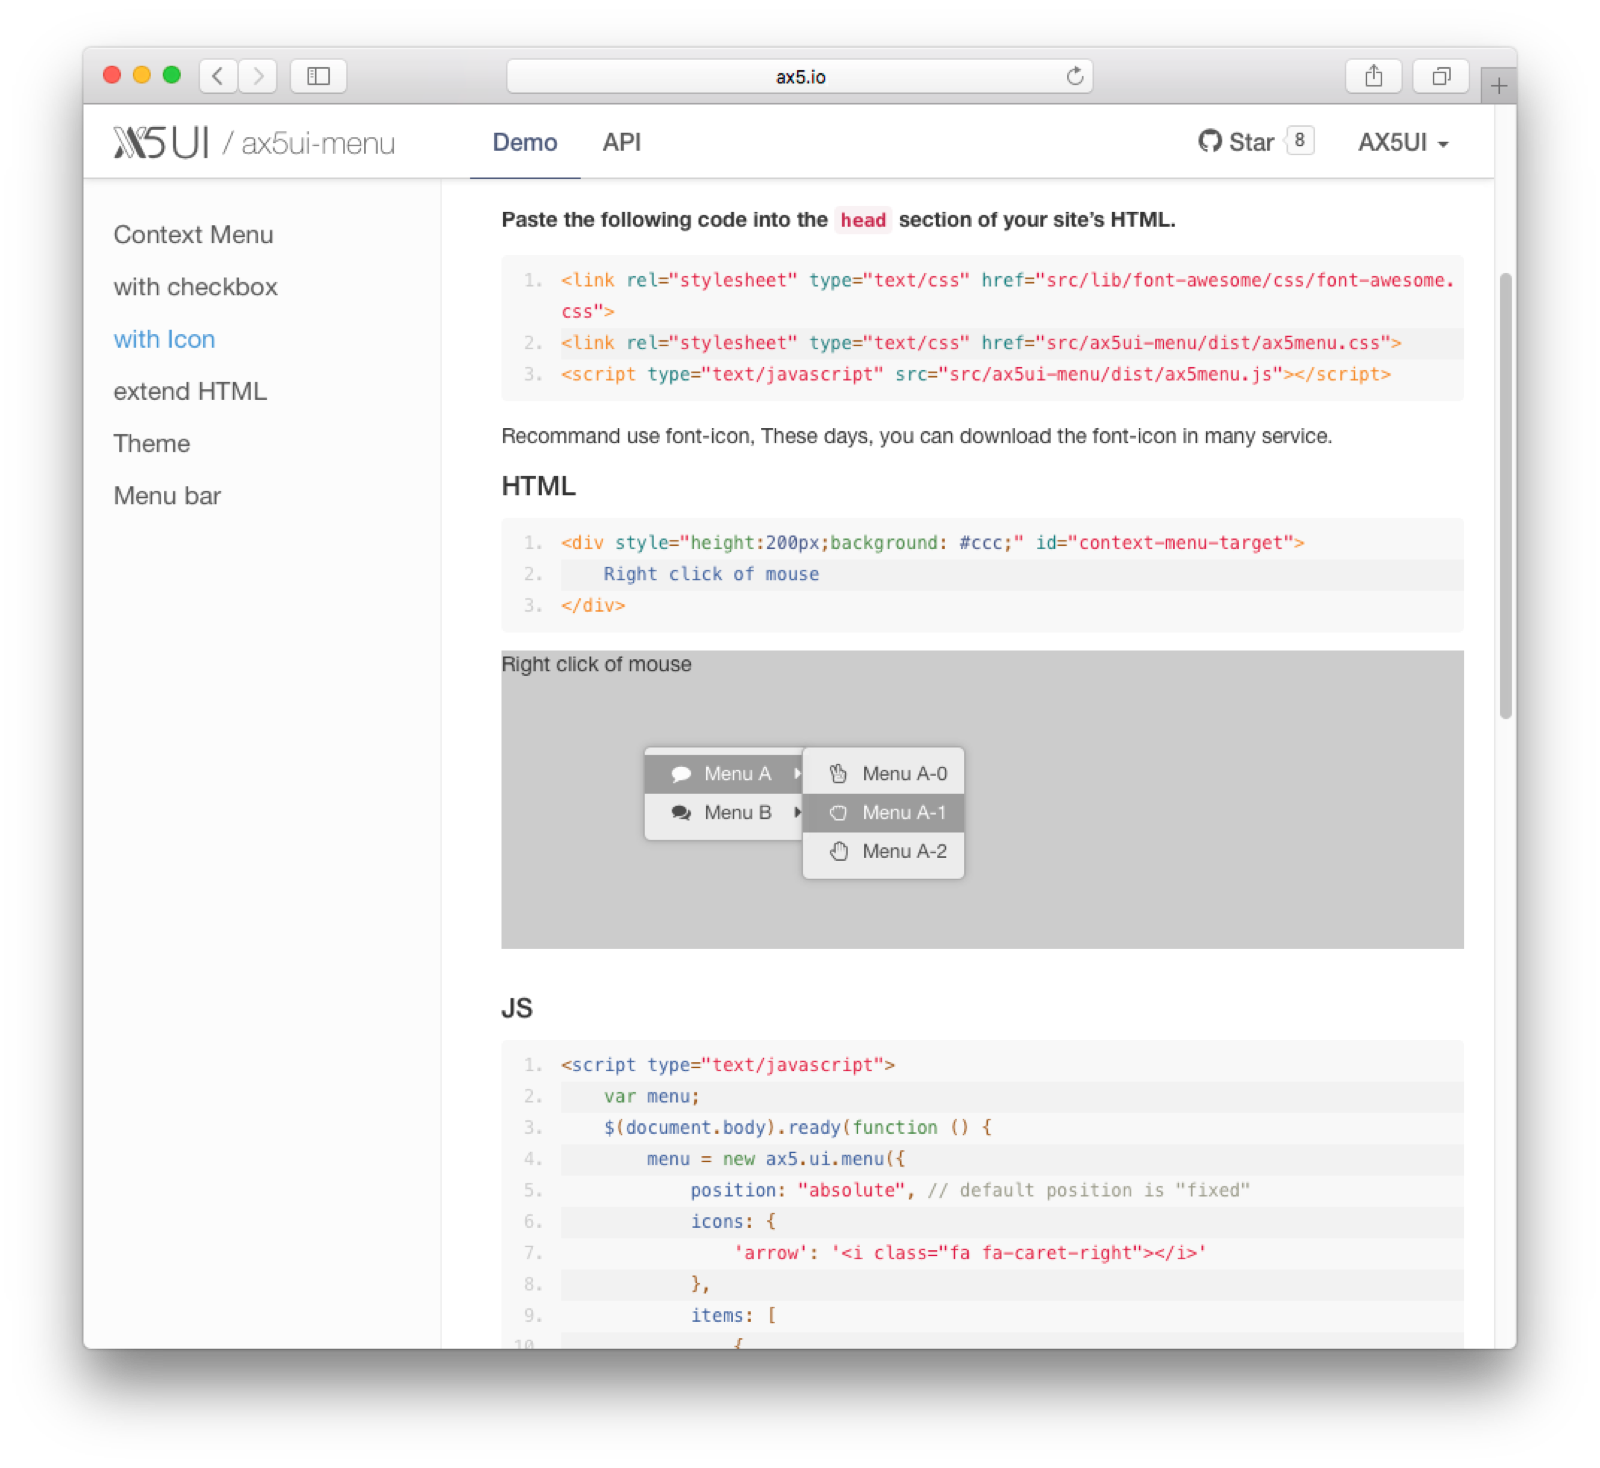 ax5.io
AX5UI / ax5ui-menu
Demo
API
Star 8
AX5UI
Context Menu
with checkbox
with Icon
extend HTML
Theme
Menu bar
Paste the following code into the head section of your site’s HTML.
1. <link rel="stylesheet" type="text/css" href="src/lib/font-awesome/css/font-awesome.
css">
2. <link rel="stylesheet" type="text/css" href="src/ax5ui-menu/dist/ax5menu.css">
3. <script type="text/javascript" src="src/ax5ui-menu/dist/ax5menu.js"></script>
Recommand use font-icon, These days, you can download the font-icon in many service.
HTML
1. <div style="height:200px;background: #ccc;" id="context-menu-target">
2. Right click of mouse
3. </div>
Right click of mouse
Menu A
Menu B
Menu A-0
Menu A-1
Menu A-2
JS
1. <script type="text/javascript">
2. var menu;
3. $(document.body).ready(function () {
4. menu = new ax5.ui.menu({
5. position: "absolute", // default position is "fixed"
6. icons: {
7. 'arrow': '<i class="fa fa-caret-right"></i>'
8. },
9. items: [
10. {